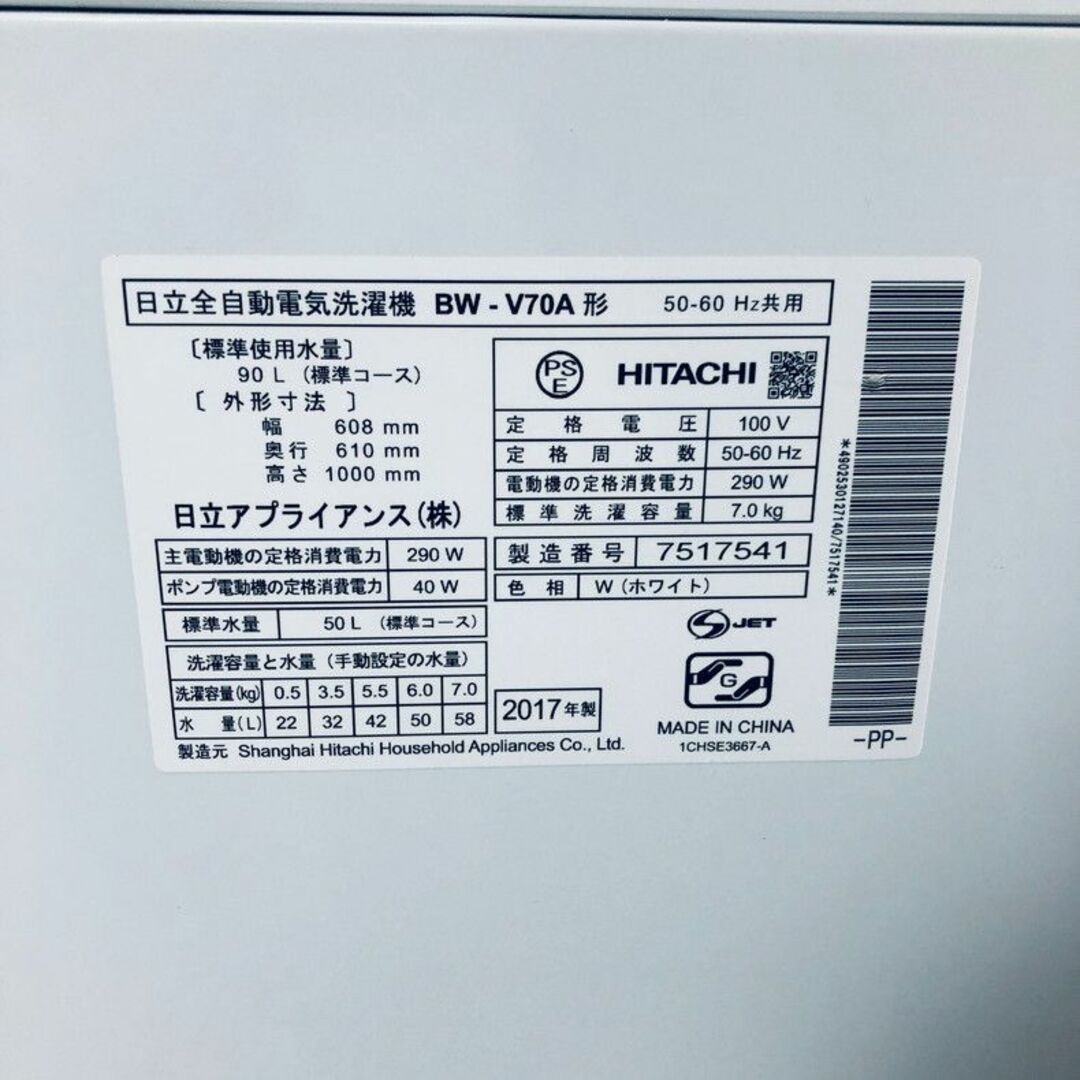 日立全自動電気洗濯機 BW - V70A 形 50-60 Hz共用
〔標準使用水量〕
90 L (標準コース)
〔 外形寸法 〕
幅 608 mm
奥行 610 mm
高さ 1000 mm
日立アプライアンス(株)
主電動機の定格消費電力 290 W
ポンプ電動機の定格消費電力 40 W
標準水量 50 L (標準コース)
洗濯容量と水量 (手動設定の水量)
洗濯容量(kg) 0.5 3.5 5.5 6.0 7.0
水 量(L) 22 32 42 50 58
製造元 Shanghai Hitachi Household Appliances Co., Ltd.
PSE HITACHI
定格電圧 100 V
定格周波数 50-60 Hz
電動機の定格消費電力 290 W
標準洗濯容量 7.0 kg
製造番号 7517541
色相 W (ホワイト)
S JET
G
2017年製
MADE IN CHINA
1CHSE3667-A
*4902530127140/7517541*
-PP-